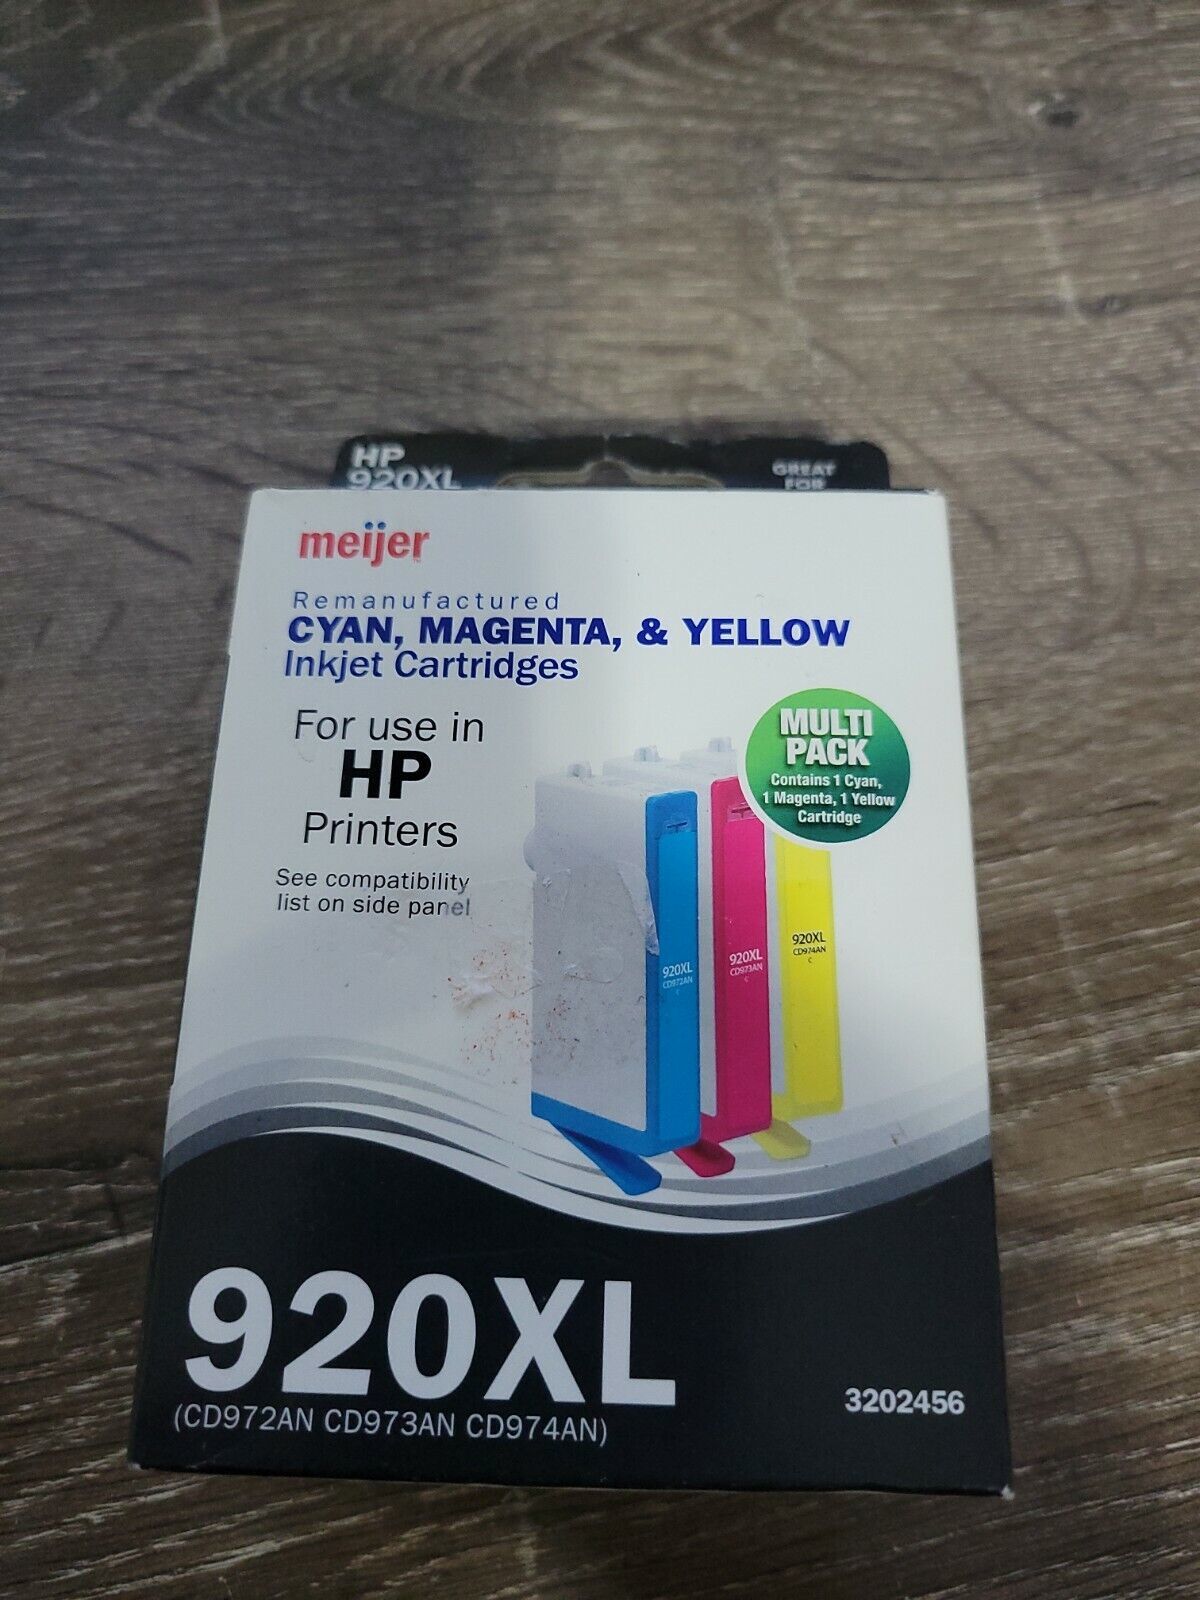 HP
920XL
GREAT
FOR
meijer
Remanufactured
CYAN, MAGENTA, & YELLOW
Inkjet Cartridges
For use in
HP
Printers
See compatibility
list on side panel
MULTI
PACK
Contains 1 Cyan,
1 Magenta, 1 Yellow
Cartridge
920XL
CD972AN
C
920XL
CD973AN
C
920XL
CD974AN
C
920XL
(CD972AN CD973AN CD974AN)
3202456